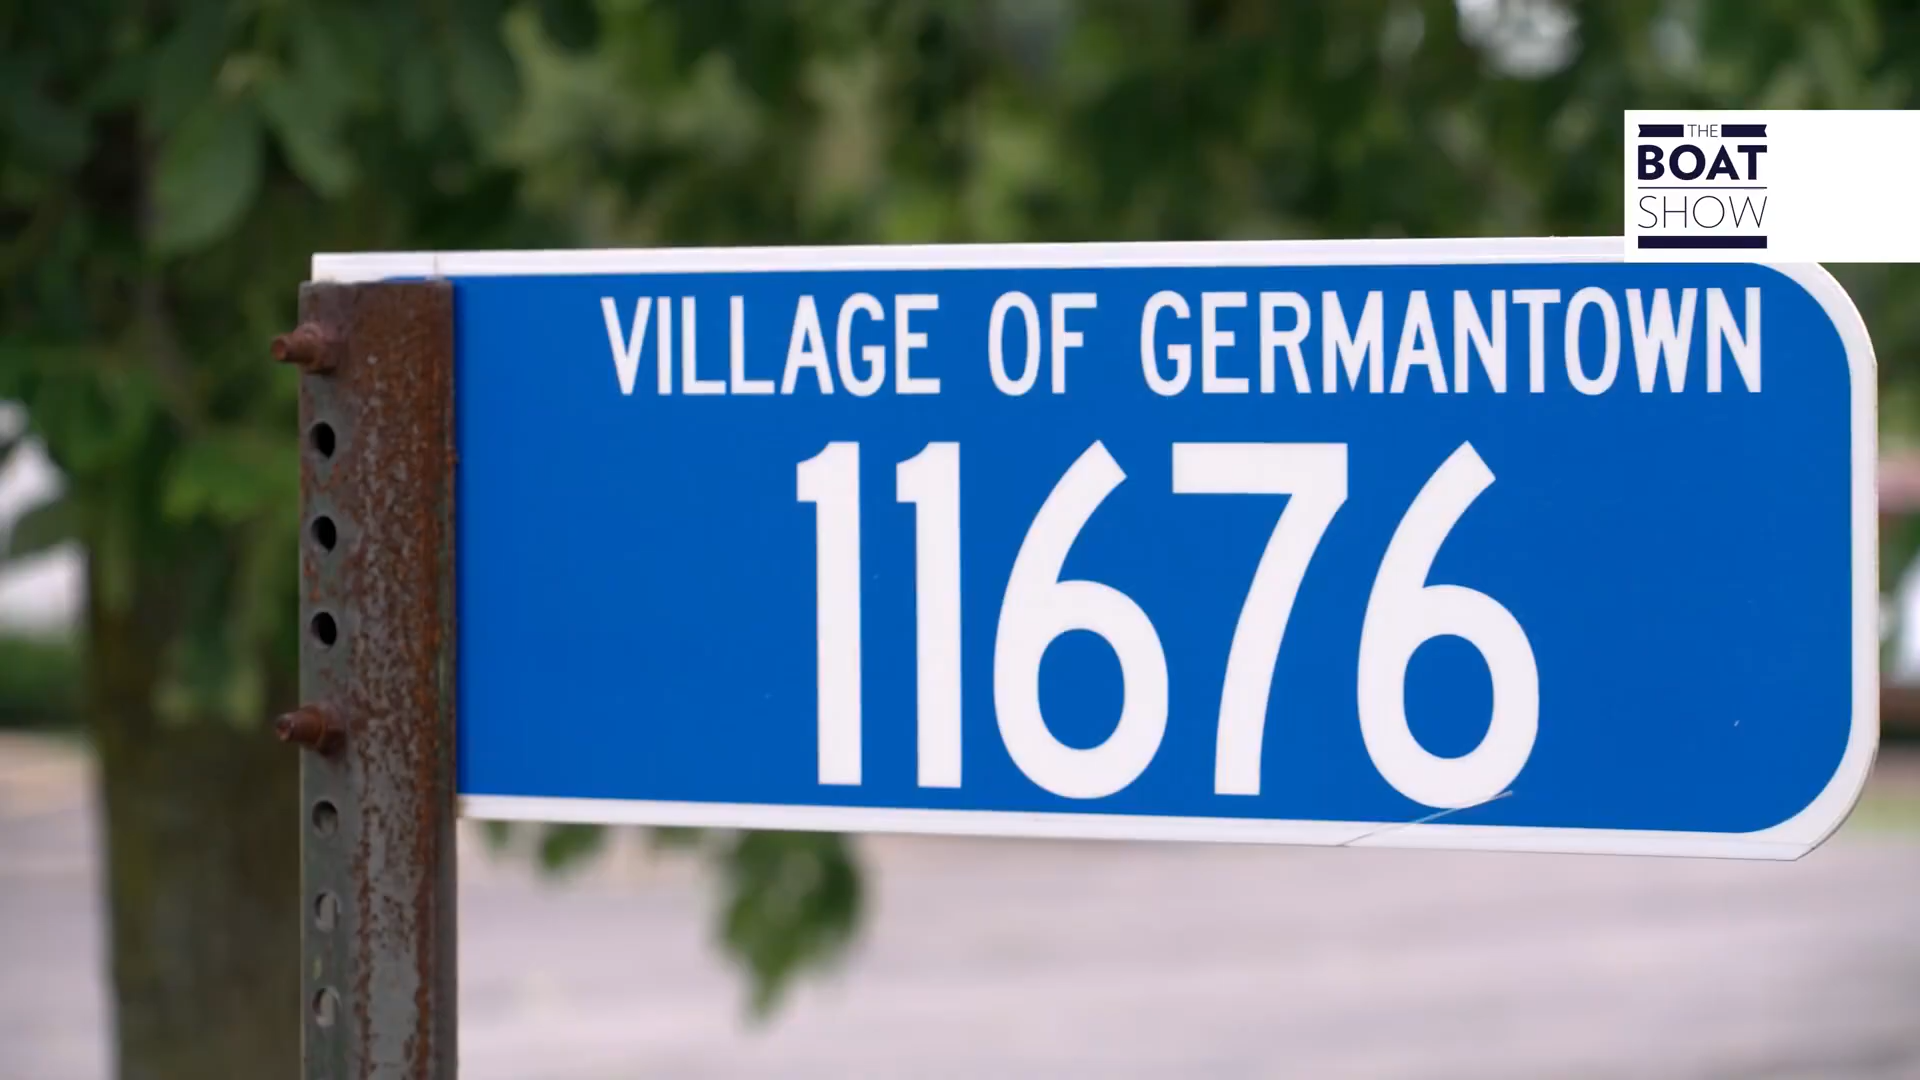 THE
BOAT
SHOW
VILLAGE OF GERMANTOWN
11676